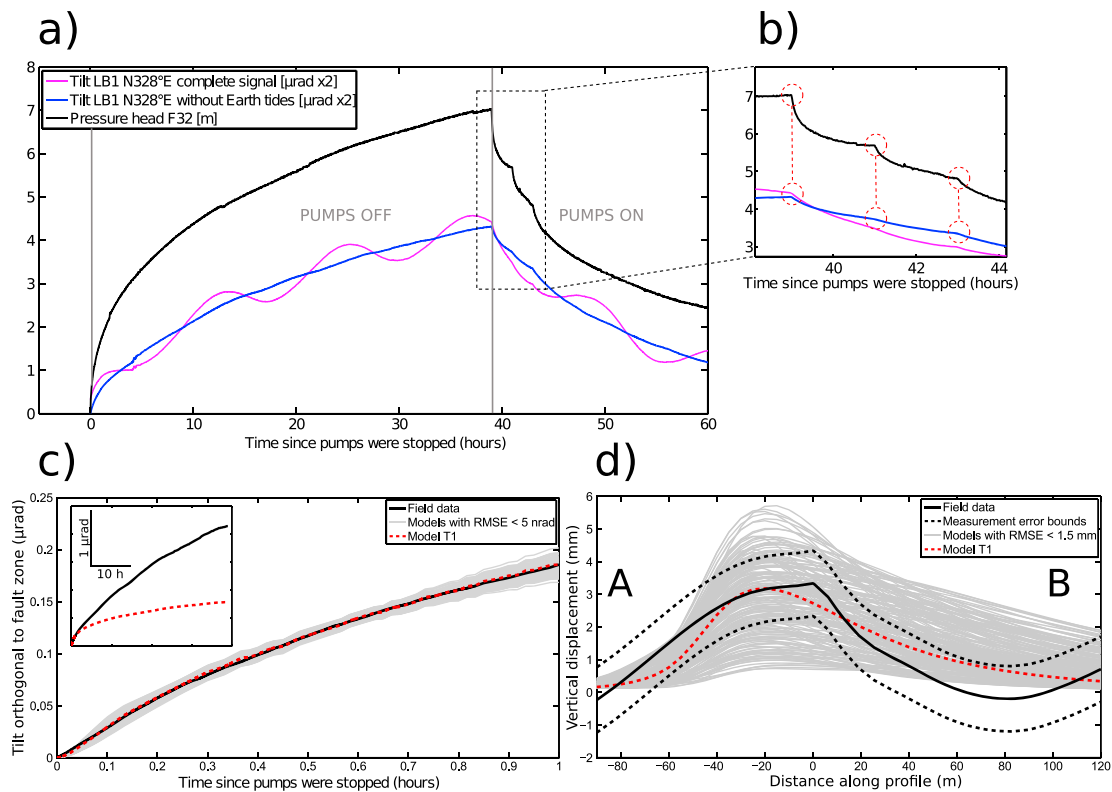 a)
Tilt LB1 N328°E complete signal [µrad x2]
Tilt LB1 N328°E without Earth tides [µrad x2]
Pressure head F32 [m]
PUMPS OFF
PUMPS ON
8
7
6
5
4
3
2
1
0
0
10
20
30
40
50
60
Time since pumps were stopped (hours)
b)
7
6
5
4
3
40
42
44
Time since pumps were stopped (hours)
c)
Tilt orthogonal to fault zone (µrad)
0.25
0.20
0.15
0.1
0.05
0
Field data
Models with RMSE < 5 nrad
Model T1
1 µrad
10 h
0
0.1
0.2
0.3
0.4
0.5
0.6
0.7
0.8
0.9
1
Time since pumps were stopped (hours)
d)
Vertical displacement (mm)
6
5
4
3
2
1
0
−1
−2
Field data
Measurement error bounds
Models with RMSE < 1.5 mm
Model T1
A
B
−80
−60
−40
−20
0
20
40
60
80
100
120
Distance along profile (m)